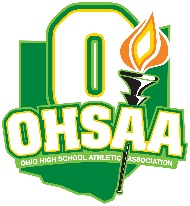 O
OHSAA
OHIO HIGH SCHOOL ATHLETIC ASSOCIATION